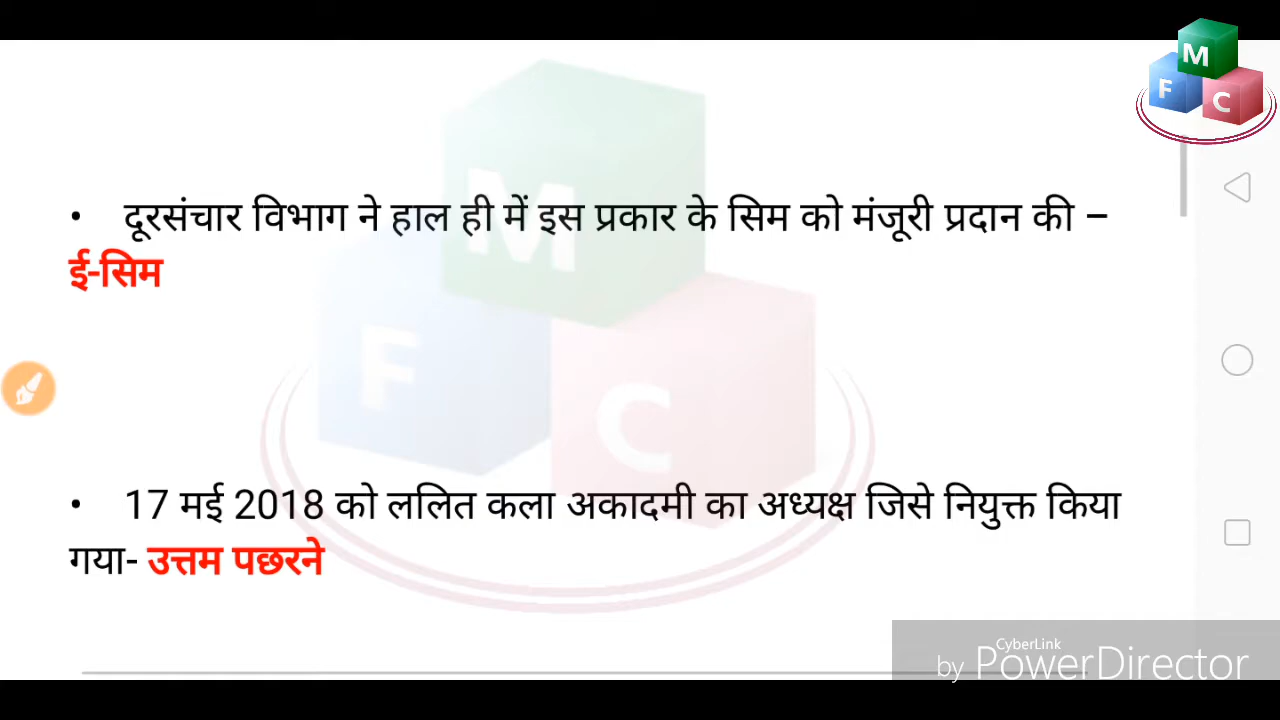 M
F C
• दूरसंचार विभाग ने हाल ही में इस प्रकार के सिम को मंजूरी प्रदान की –
ई-सिम
M
F
C
• 17 मई 2018 को ललित कला अकादमी का अध्यक्ष जिसे नियुक्त किया
गया- उत्तम पछरने
CyberLink
by PowerDirector